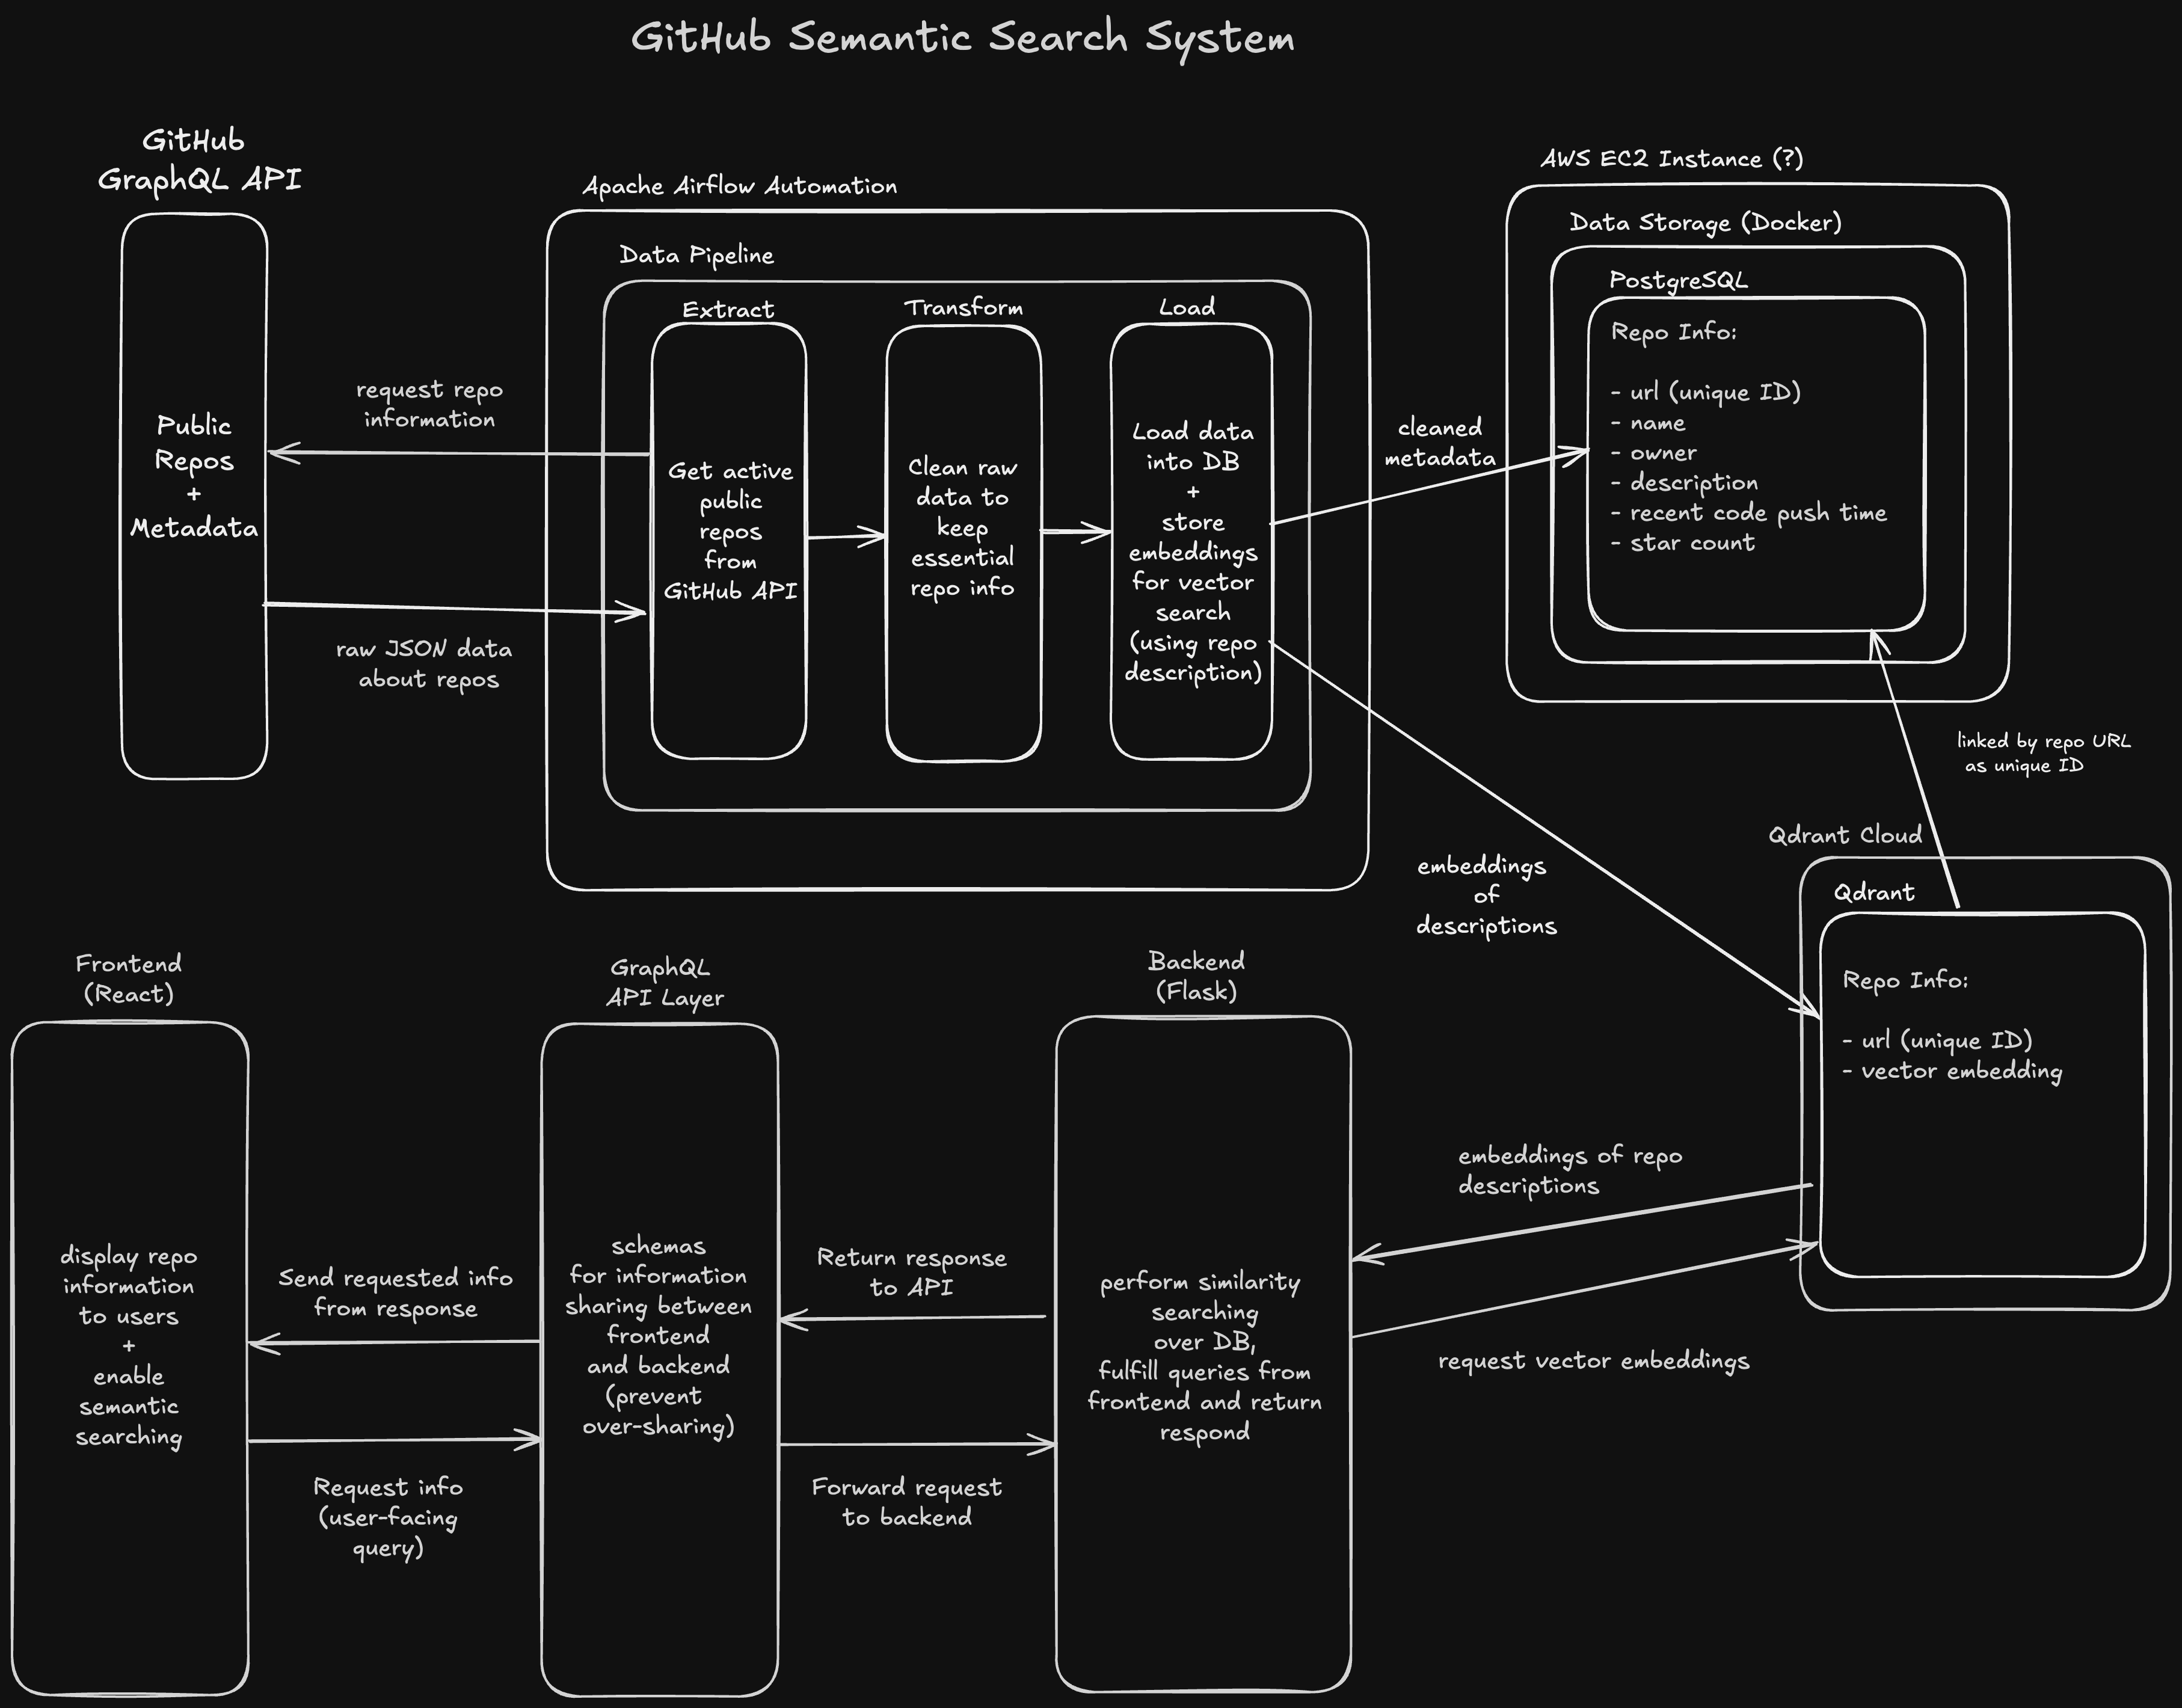 GitHub Semantic Search System
GitHub
GraphQL API
Public
Repos
+
Metadata
request repo
information
raw JSON data
about repos
Apache Airflow Automation
Data Pipeline
Extract
Get active
public
repos
from
GitHub API
Transform
Clean raw
data to
keep
essential
repo info
Load
Load data
into DB
+
store
embeddings
for vector
search
(using repo
description)
cleaned
metadata
AWS EC2 Instance (?)
Data Storage (Docker)
PostgreSQL
Repo Info:
- url (unique ID)
- name
- owner
- description
- recent code push time
- star count
linked by repo URL
as unique ID
embeddings
of
descriptions
Qdrant Cloud
Qdrant
Repo Info:
- url (unique ID)
- vector embedding
Frontend
(React)
display repo
information
to users
+
enable
semantic
searching
Send requested info
from response
Request info
(user-facing
query)
GraphQL
API Layer
schemas
for information
sharing between
frontend
and backend
(prevent
over-sharing)
Return response
to API
Forward request
to backend
Backend
(Flask)
perform similarity
searching
over DB,
fulfill queries from
frontend and return
respond
embeddings of repo
descriptions
request vector embeddings